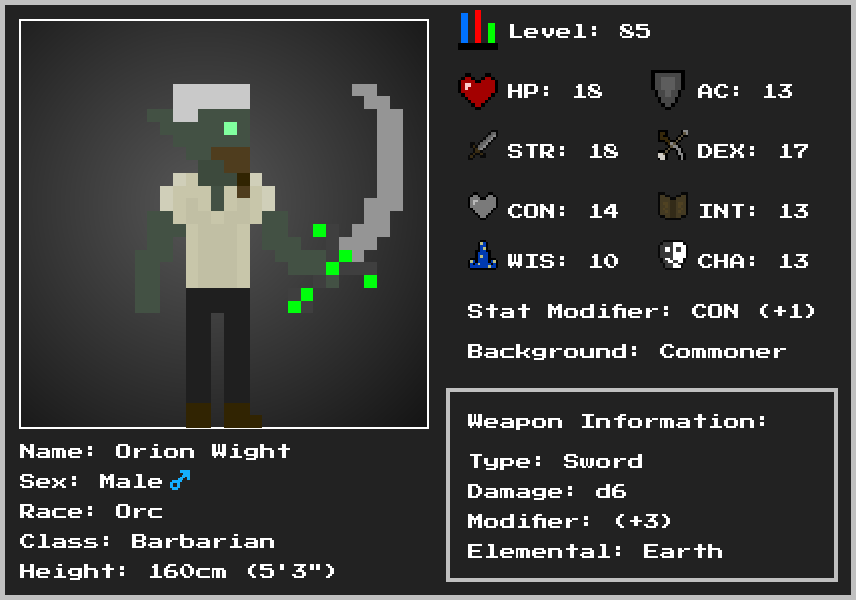 Level: 85
HP: 18 AC: 13
STR: 18 DEX: 17
CON: 14 INT: 13
WIS: 10 CHA: 13
Stat Modifier: CON (+1)
Background: Commoner
Weapon Information:
Type: Sword
Damage: d6
Modifier: (+3)
Elemental: Earth
Name: Orion Wight
Sex: Male ♂
Race: Orc
Class: Barbarian
Height: 160cm (5'3")